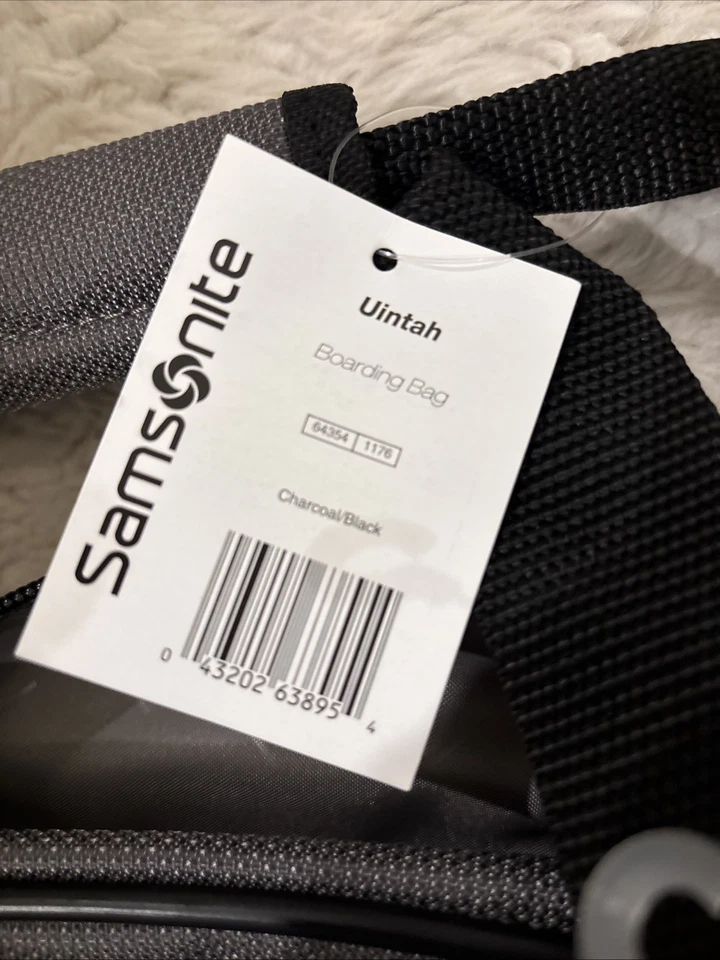 Samsonite
Uintah
Boarding Bag
64354 1176
Charcoal/Black
0 43202 63895 4